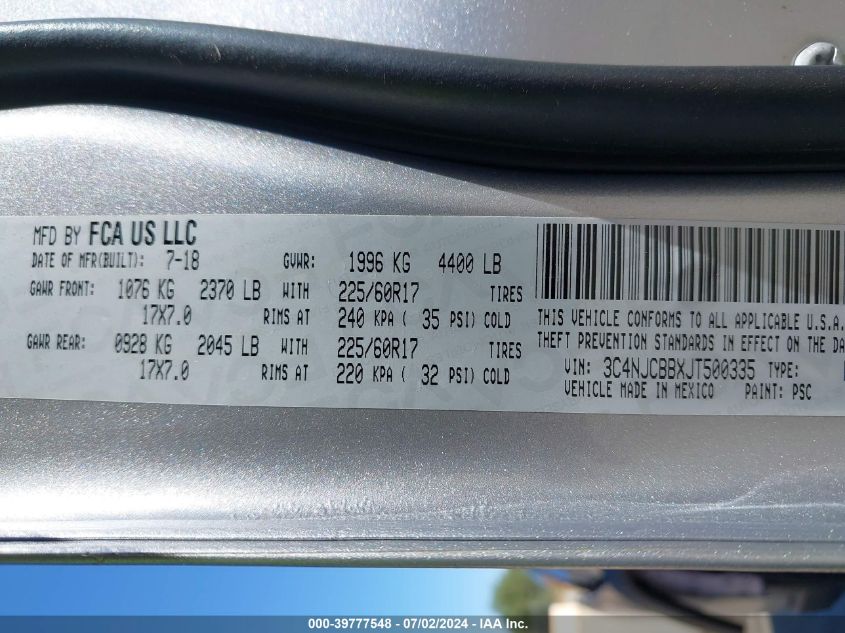 MFD BY FCA US LLC
DATE OF MFR(BUILT): 7-18 GVWR: 1996 KG 4400 LB
GAWR FRONT: 1076 KG 2370 LB WITH 225/60R17 TIRES
17X7.0 RIMS AT 240 KPA ( 35 PSI) COLD
GAWR REAR: 0928 KG 2045 LB WITH 225/60R17 TIRES
17X7.0 RIMS AT 220 KPA ( 32 PSI) COLD
THIS VEHICLE CONFORMS TO ALL APPLICABLE U.S.A.
THEFT PREVENTION STANDARDS IN EFFECT ON THE DA
VIN: 3C4NJCBBXJT500335 TYPE:
VEHICLE MADE IN MEXICO PAINT: PSC
000-39777548 - 07/02/2024 - IAA Inc.